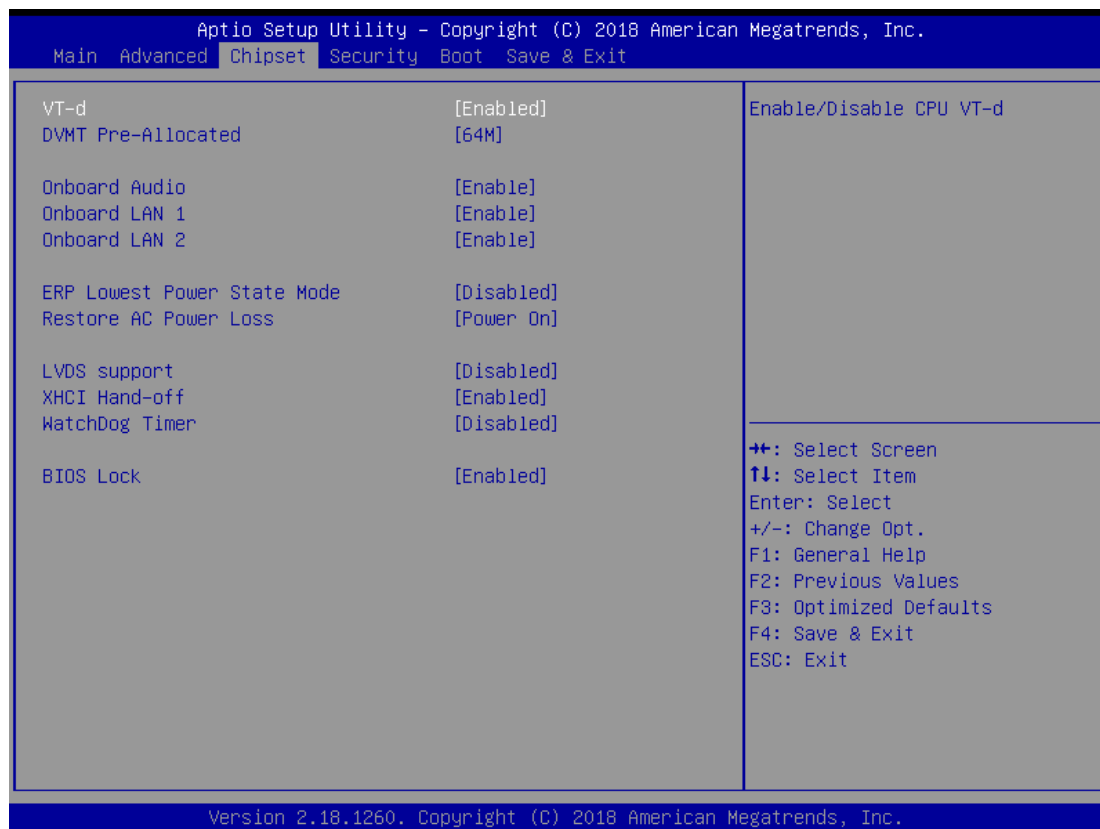 Aptio Setup Utility – Copyright (C) 2018 American Megatrends, Inc.
Main Advanced Chipset Security Boot Save & Exit
VT-d [Enabled]
DVMT Pre-Allocated [64M]
Onboard Audio [Enable]
Onboard LAN 1 [Enable]
Onboard LAN 2 [Enable]
ERP Lowest Power State Mode [Disabled]
Restore AC Power Loss [Power On]
LVDS support [Disabled]
XHCI Hand-off [Enabled]
WatchDog Timer [Disabled]
BIOS Lock [Enabled]
Enable/Disable CPU VT-d
→←: Select Screen
↑↓: Select Item
Enter: Select
+/-: Change Opt.
F1: General Help
F2: Previous Values
F3: Optimized Defaults
F4: Save & Exit
ESC: Exit
Version 2.18.1260. Copyright (C) 2018 American Megatrends, Inc.